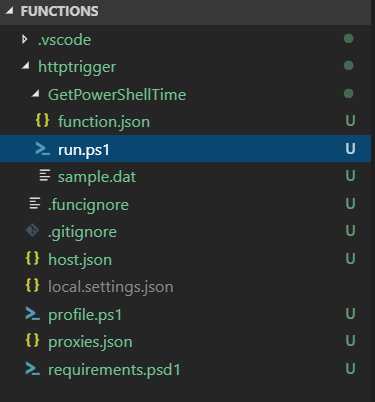 FUNCTIONS
.vscode
httptrigger
GetPowerShellTime
{} function.json U
run.ps1 U
sample.dat U
.funcignore U
.gitignore U
{} host.json U
{} local.settings.json
profile.ps1 U
{} proxies.json U
requirements.psd1 U